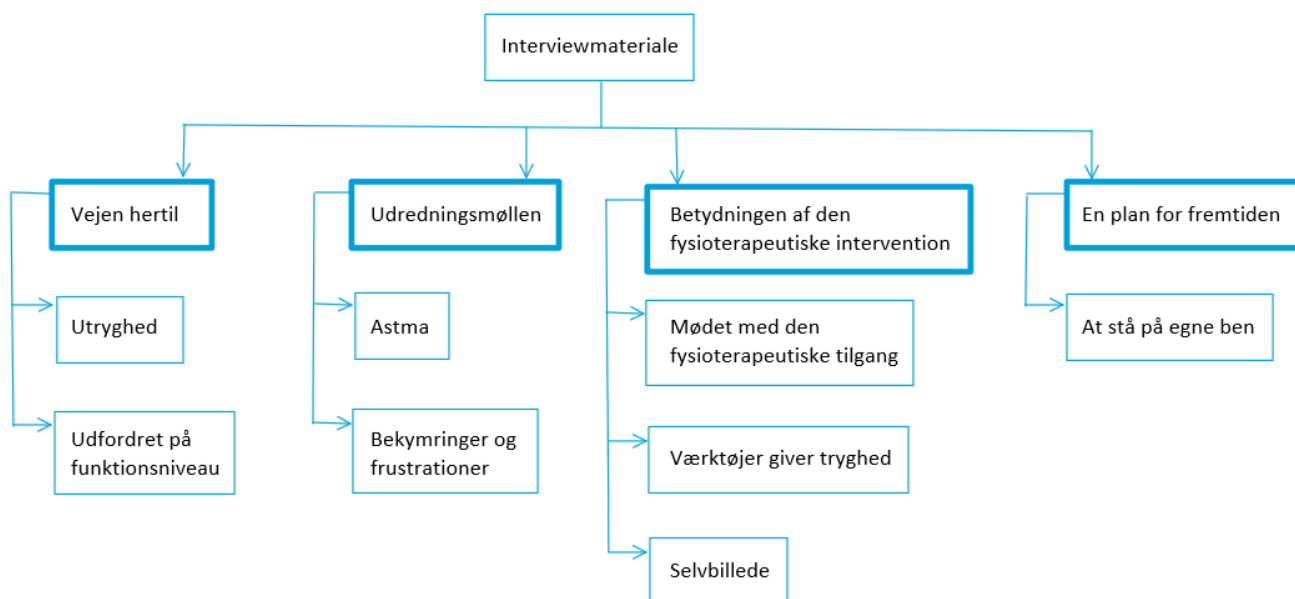 Interviewmateriale
Vejen hertil
Utryghed
Udfordret på
funktionsniveau
Udredningsmøllen
Astma
Bekymringer og
frustrationer
Betydningen af den
fysioterapeutiske intervention
Mødet med den
fysioterapeutiske tilgang
Værktøjer giver tryghed
Selvbillede
En plan for fremtiden
At stå på egne ben